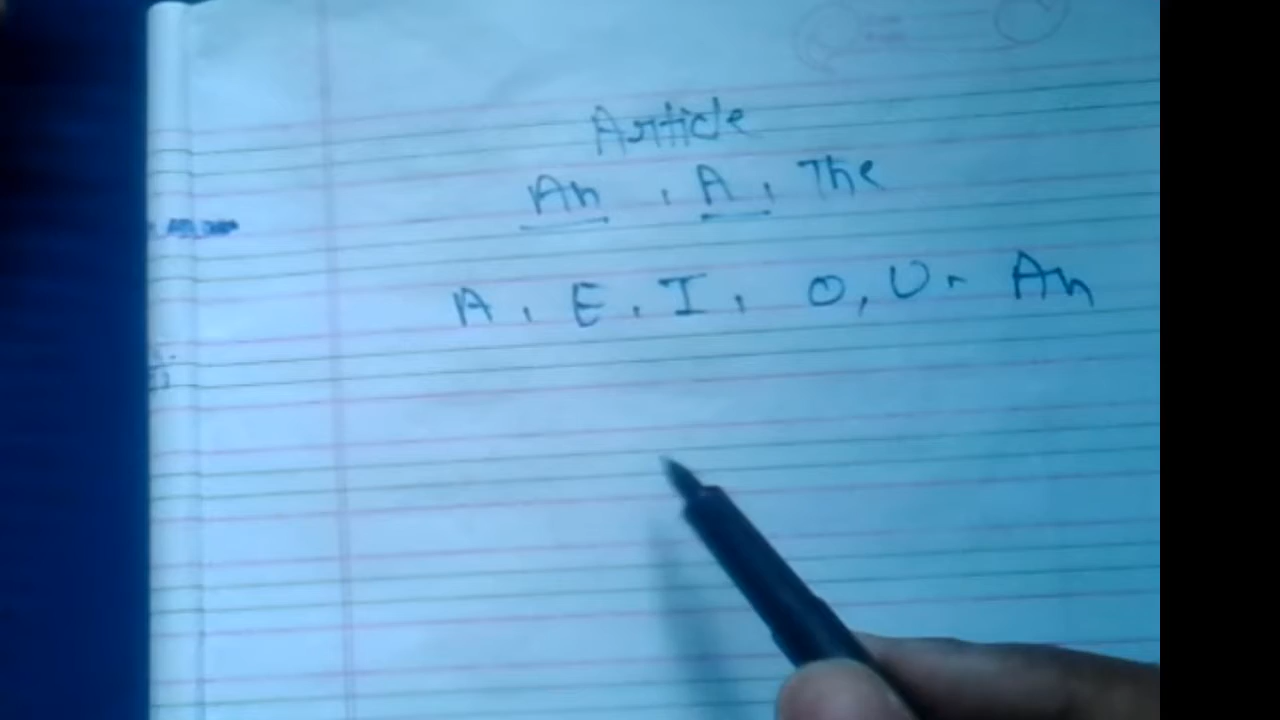 Article
An , A , The
A , E , I , O , U - An